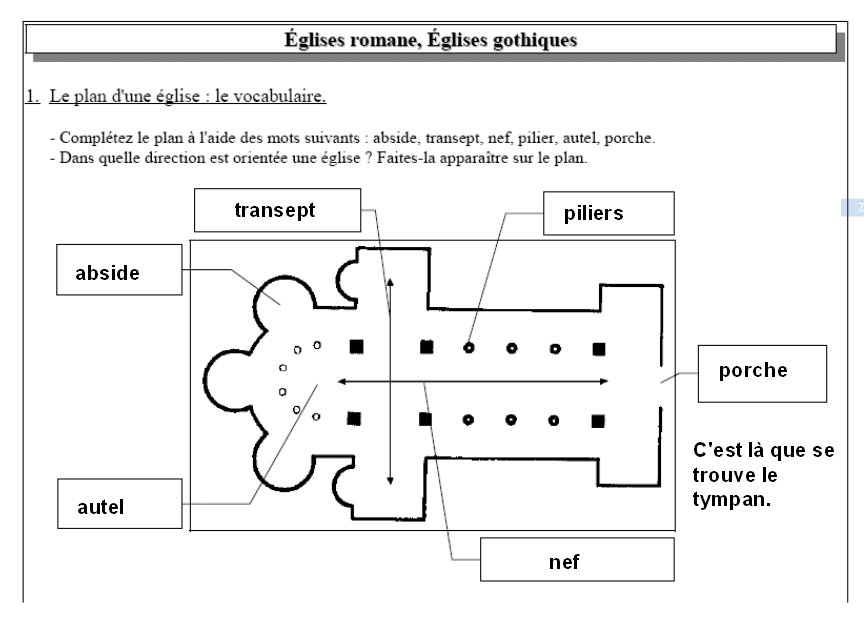 Églises romane, Églises gothiques
1. Le plan d'une église : le vocabulaire.
- Complétez le plan à l'aide des mots suivants : abside, transept, nef, pilier, autel, porche.
- Dans quelle direction est orientée une église ? Faites-la apparaître sur le plan.
transept
piliers
abside
porche
C'est là que se
trouve le
tympan.
autel
nef